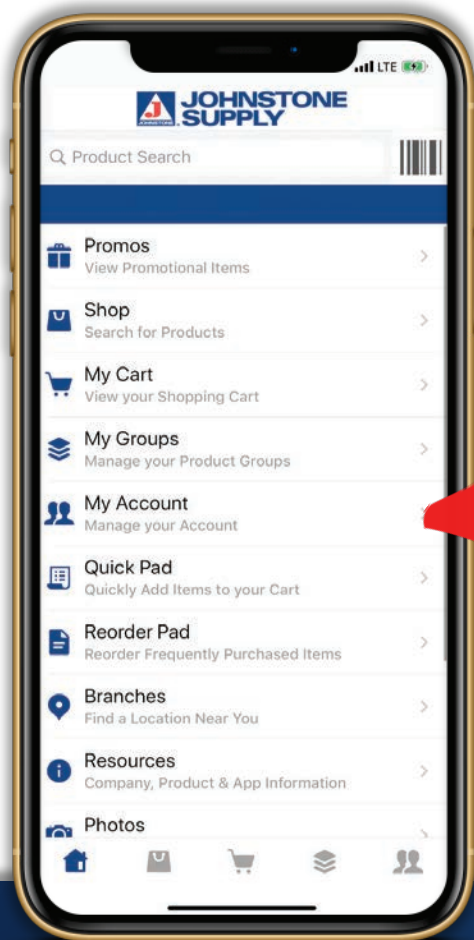 LTE
JOHNSTONE
SUPPLY
Product Search
Promos
View Promotional Items
Shop
Search for Products
My Cart
View your Shopping Cart
My Groups
Manage your Product Groups
My Account
Manage your Account
Quick Pad
Quickly Add Items to your Cart
Reorder Pad
Reorder Frequently Purchased Items
Branches
Find a Location Near You
Resources
Company, Product & App Information
Photos